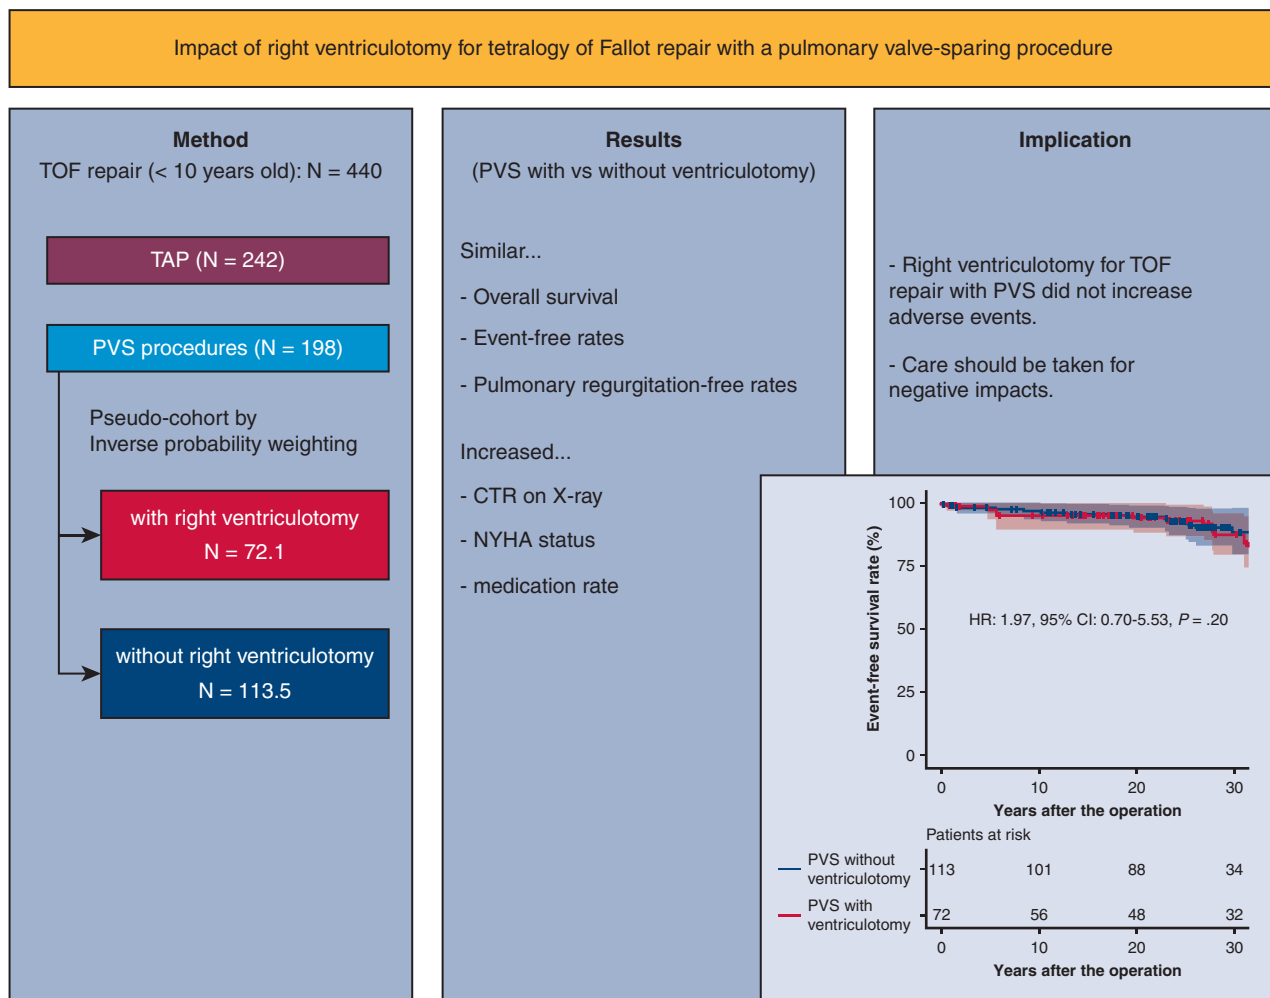 Impact of right ventriculotomy for tetralogy of Fallot repair with a pulmonary valve-sparing procedure
Method
TOF repair (< 10 years old): N = 440
TAP (N = 242)
PVS procedures (N = 198)
Pseudo-cohort by
Inverse probability weighting
with right ventriculotomy
N = 72.1
without right ventriculotomy
N = 113.5
Results
(PVS with vs without ventriculotomy)
Similar...
- Overall survival
- Event-free rates
- Pulmonary regurgitation-free rates
Increased...
- CTR on X-ray
- NYHA status
- medication rate
Implication
- Right ventriculotomy for TOF
repair with PVS did not increase
adverse events.
- Care should be taken for
negative impacts.
Event-free survival rate (%)
100
75
50
25
0
HR: 1.97, 95% CI: 0.70-5.53, P = .20
0 10 20 30
Years after the operation
Patients at risk
PVS without
ventriculotomy
113 101 88 34
PVS with
ventriculotomy
72 56 48 32
0 10 20 30
Years after the operation